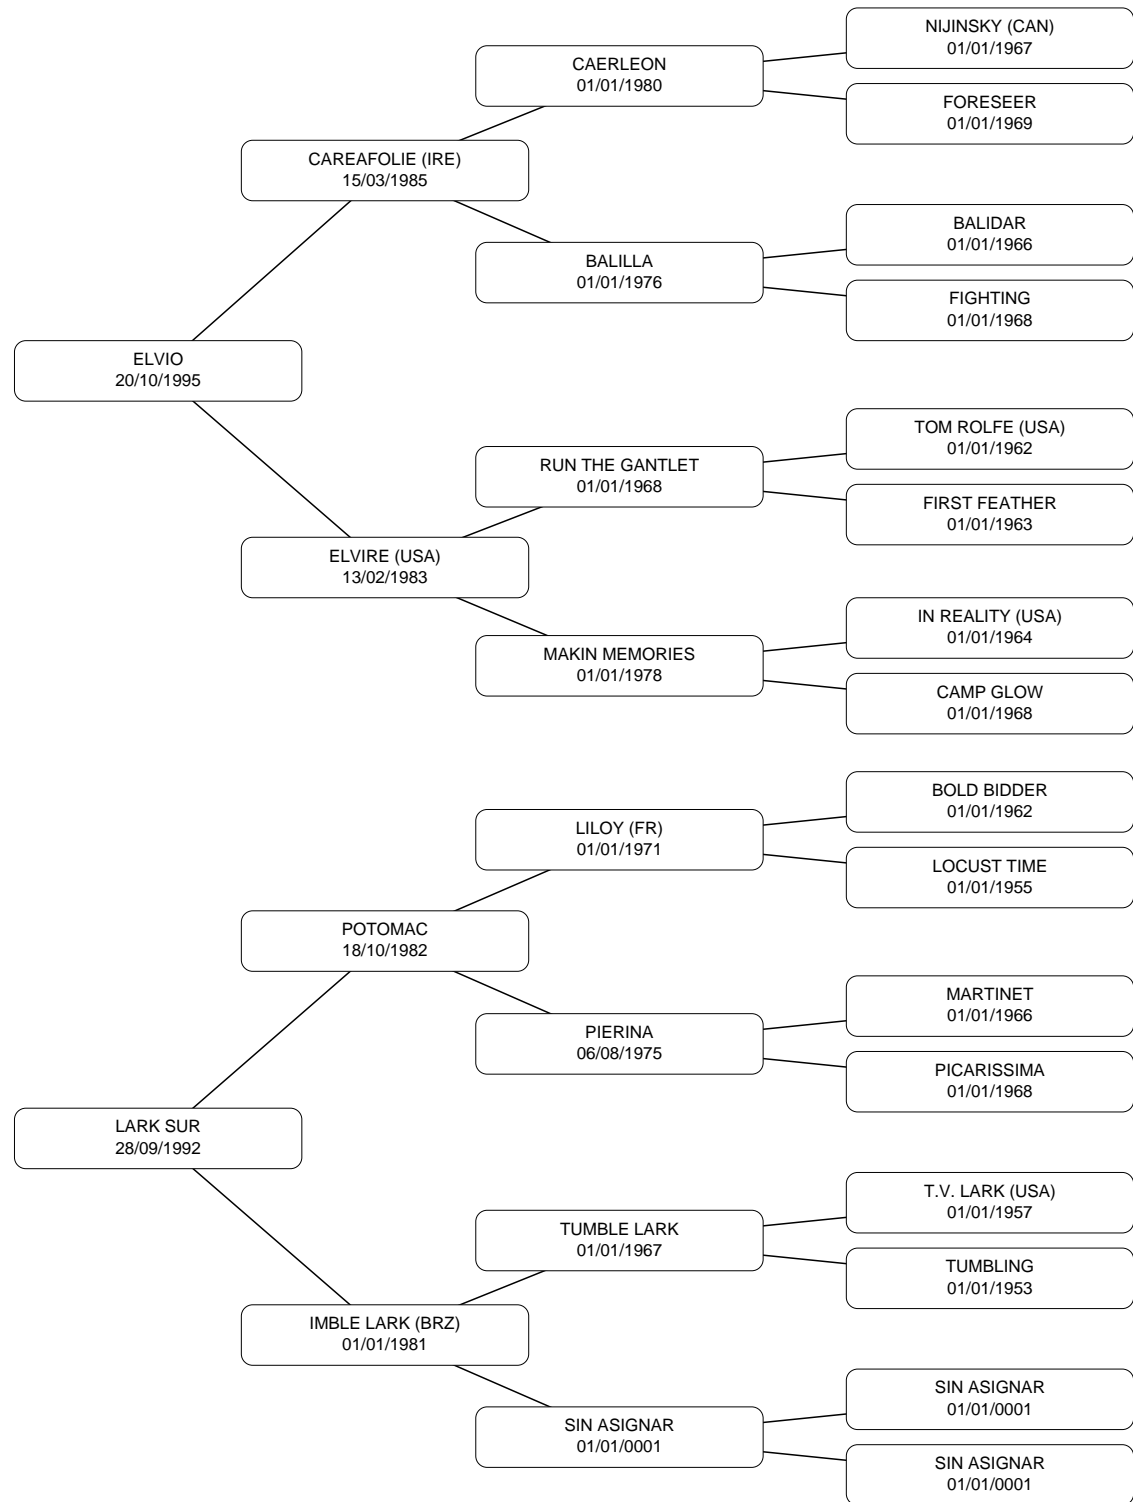 NIJINSKY (CAN)
01/01/1967
CAERLEON
01/01/1980
FORESEER
01/01/1969
CAREAFOLIE (IRE)
15/03/1985
BALIDAR
01/01/1966
BALILLA
01/01/1976
FIGHTING
01/01/1968
ELVIO
20/10/1995
TOM ROLFE (USA)
01/01/1962
RUN THE GANTLET
01/01/1968
FIRST FEATHER
01/01/1963
ELVIRE (USA)
13/02/1983
IN REALITY (USA)
01/01/1964
MAKIN MEMORIES
01/01/1978
CAMP GLOW
01/01/1968
BOLD BIDDER
01/01/1962
LILOY (FR)
01/01/1971
LOCUST TIME
01/01/1955
POTOMAC
18/10/1982
MARTINET
01/01/1966
PIERINA
06/08/1975
PICARISSIMA
01/01/1968
LARK SUR
28/09/1992
T.V. LARK (USA)
01/01/1957
TUMBLE LARK
01/01/1967
TUMBLING
01/01/1953
IMBLE LARK (BRZ)
01/01/1981
SIN ASIGNAR
01/01/0001
SIN ASIGNAR
01/01/0001
SIN ASIGNAR
01/01/0001